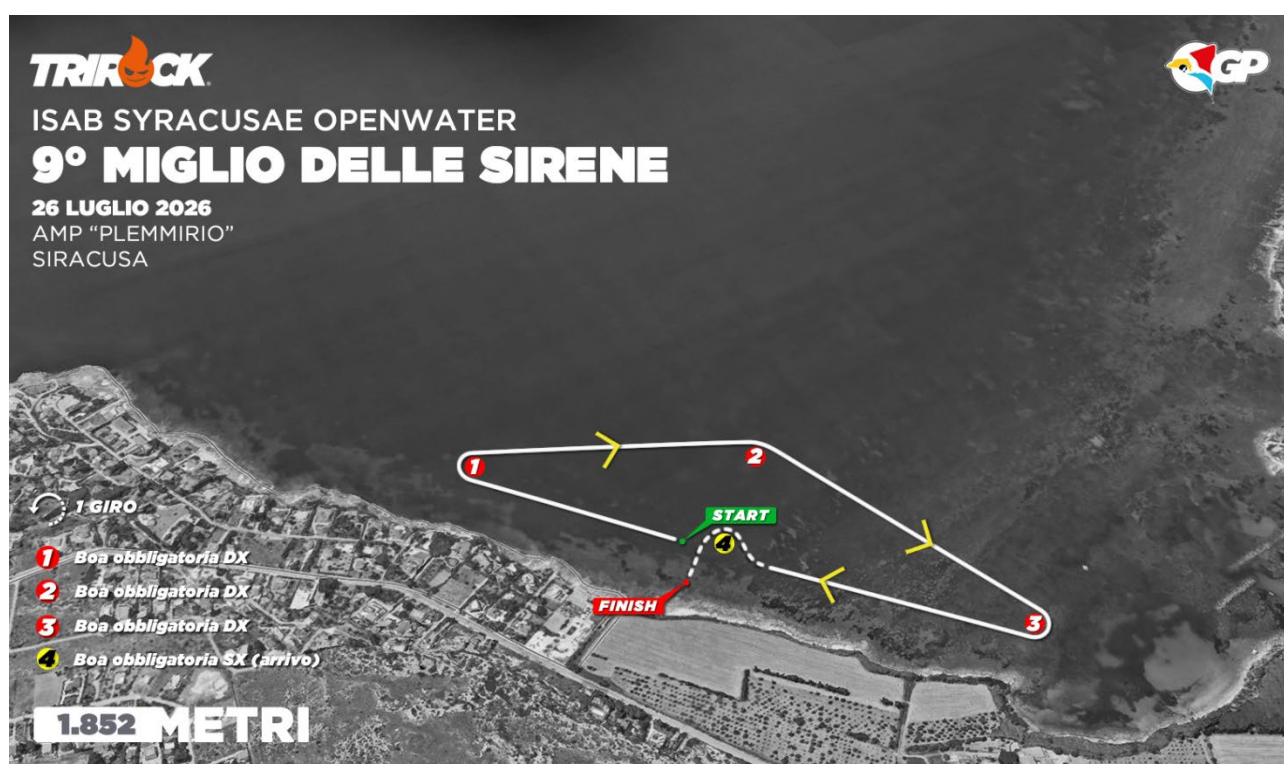 TRIROCK
GP
ISAB SYRACUSAE OPENWATER
9° MIGLIO DELLE SIRENE
26 LUGLIO 2026
AMP “PLEMMIRIO”
SIRACUSA
1
2
START
4
FINISH
3
1 GIRO
1 Boa obbligatoria DX
2 Boa obbligatoria DX
3 Boa obbligatoria DX
4 Boa obbligatoria SX (arrivo)
1.852 METRI